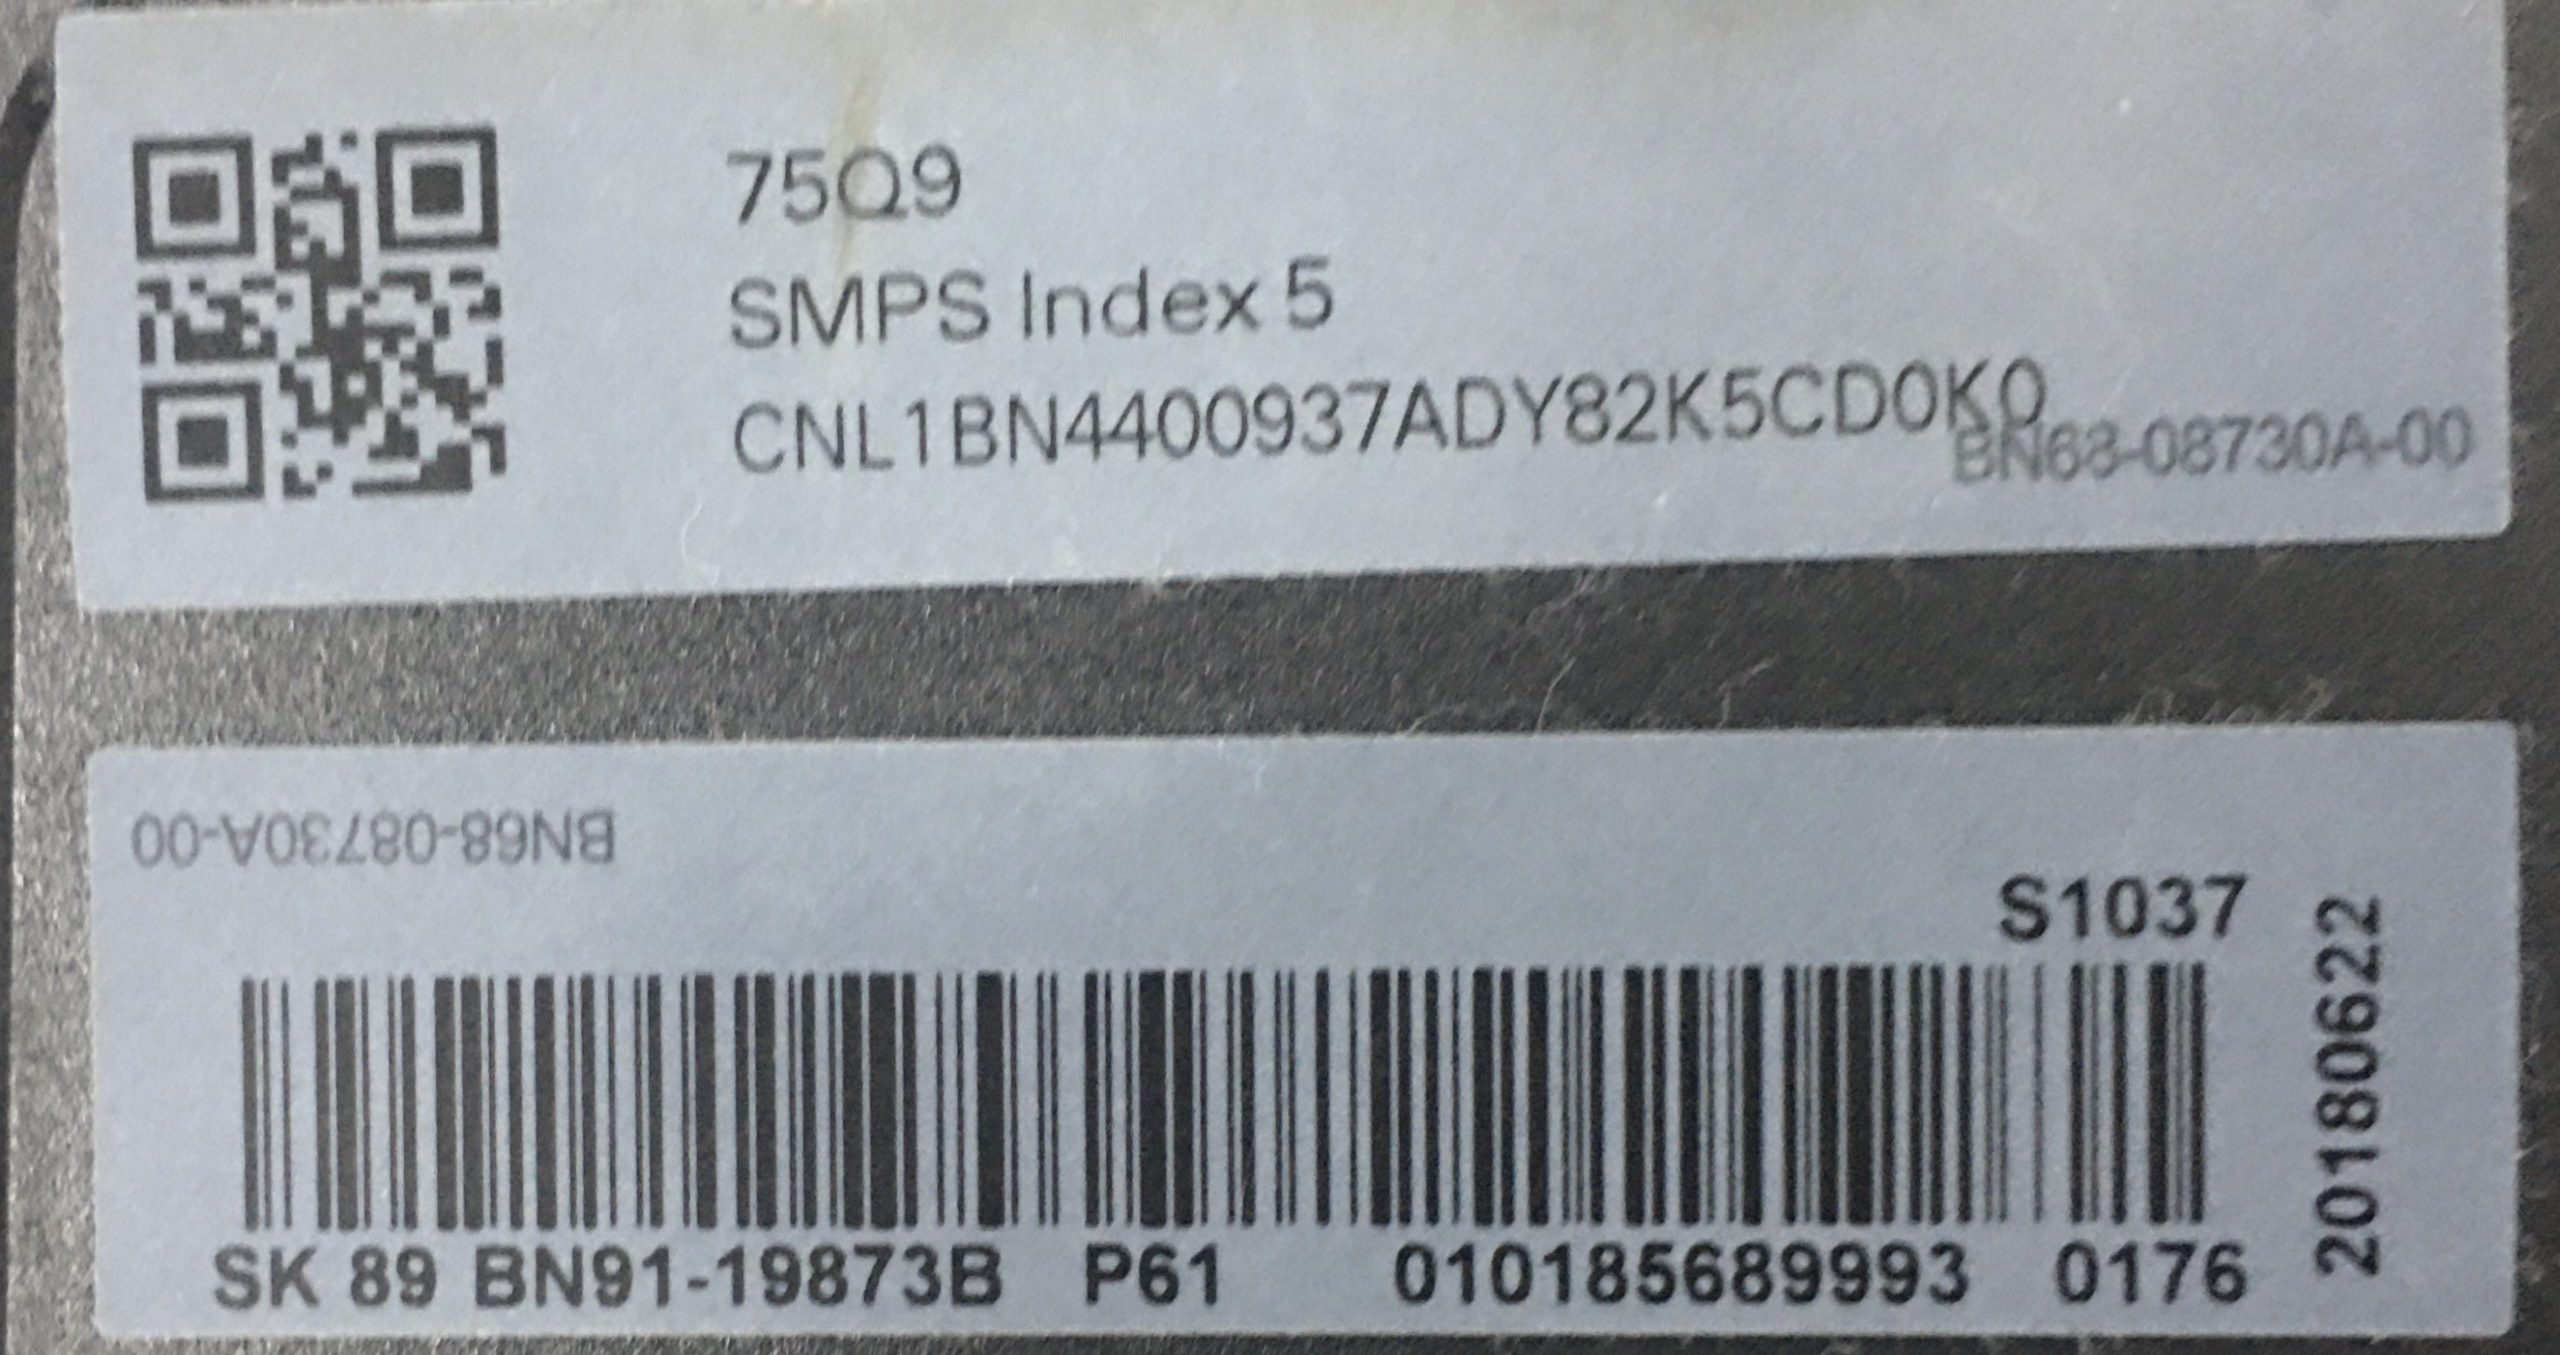 75Q9
SMPS Index 5
CNL1BN4400937ADY82K5CD0K0
BN68-08730A-00
BN68-08730A-00
S1037
20180622
SK 89 BN91-19873B P61 010185689993 0176